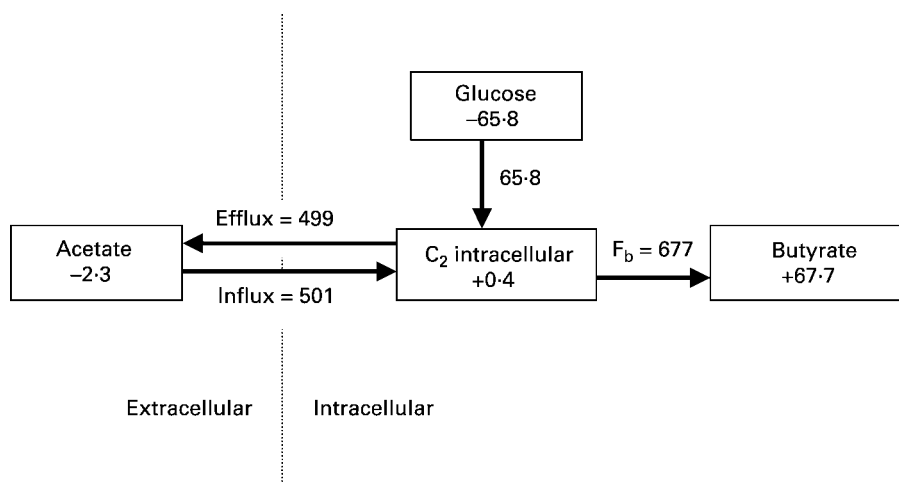 Glucose
–65·8
65·8
Efflux = 499
Acetate
–2·3
C2 intracellular
+0·4
Fb = 677
Butyrate
+67·7
Influx = 501
Extracellular
Intracellular